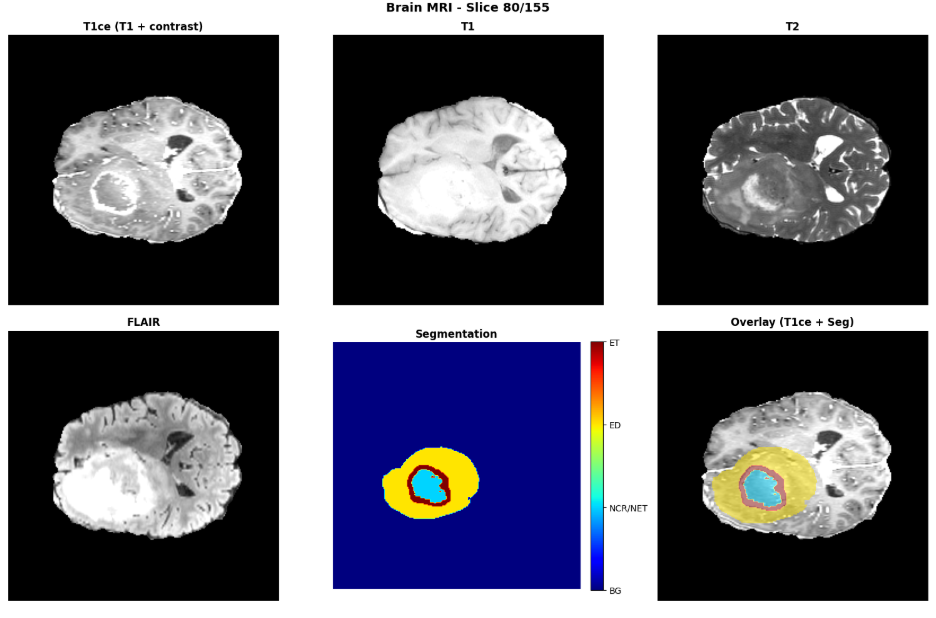 Brain MRI - Slice 80/155
T1ce (T1 + contrast)
T1
T2
FLAIR
Segmentation
ET
ED
NCR/NET
BG
Overlay (T1ce + Seg)